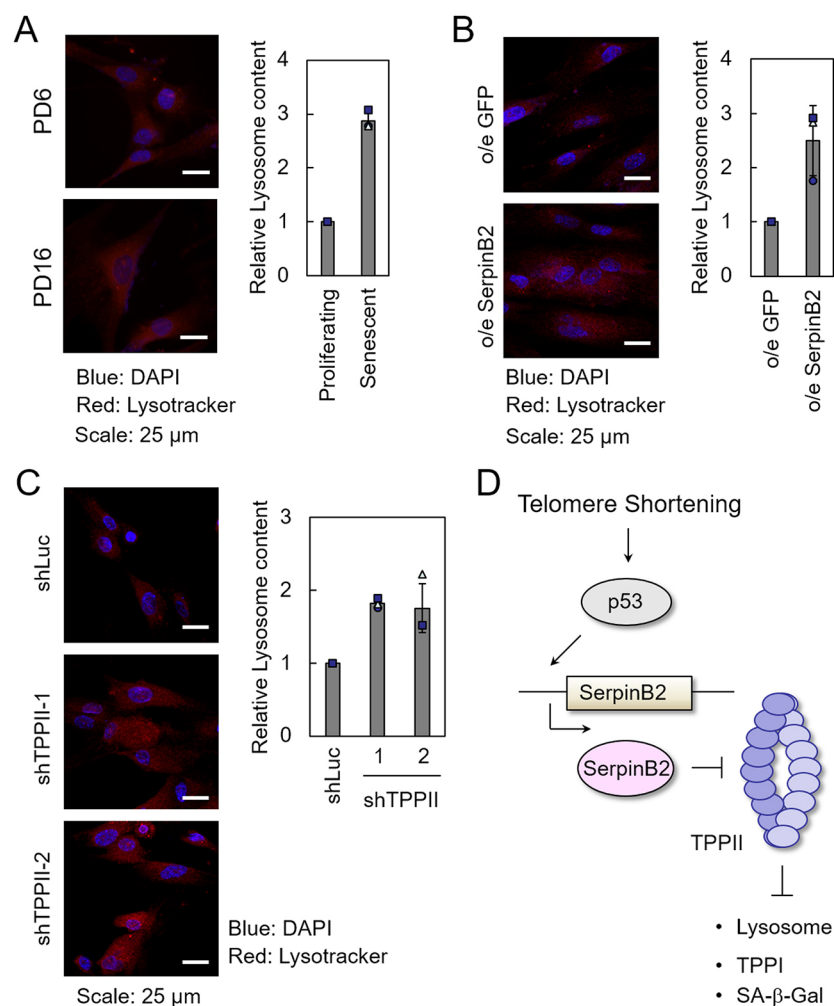 A
PD6
PD16
Blue: DAPI
Red: Lysotracker
Scale: 25 µm
Relative Lysosome content
4
3
2
1
0
Proliferating
Senescent
B
o/e GFP
o/e SerpinB2
Blue: DAPI
Red: Lysotracker
Scale: 25 µm
Relative Lysosome content
4
3
2
1
0
o/e GFP
o/e SerpinB2
C
shLuc
shTPPII-1
shTPPII-2
Scale: 25 µm
Blue: DAPI
Red: Lysotracker
Relative Lysosome content
3
2
1
0
shLuc
1 2
shTPPII
D
Telomere Shortening
p53
SerpinB2
SerpinB2
TPPII
• Lysosome
• TPPI
• SA-β-Gal